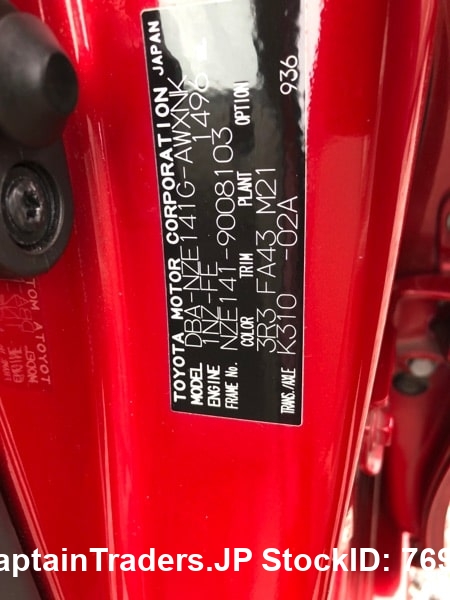 TOYOTA MOTOR CORPORATION JAPAN
MODEL DBA-NZE141G-AWXNK
ENGINE 1NZ-FE 1496
FRAME No. NZE141-9008103
COLOR TRIM PLANT OPTION
3R3 FA43 M21
TRANS./AXLE K310 -02A 936
aptainTraders.JP StockID: 769